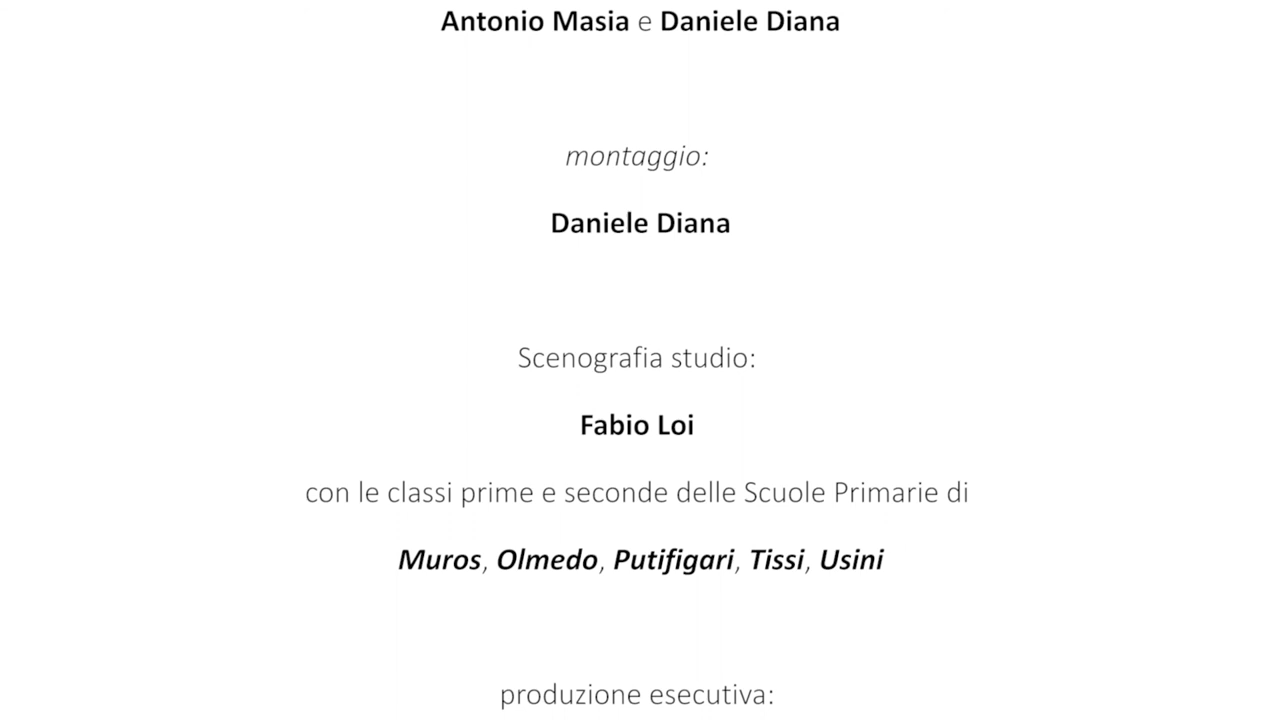 Antonio Masia e Daniele Diana
montaggio:
Daniele Diana
Scenografia studio:
Fabio Loi
con le classi prime e seconde delle Scuole Primarie di
Muros, Olmedo, Putifigari, Tissi, Usini
produzione esecutiva: